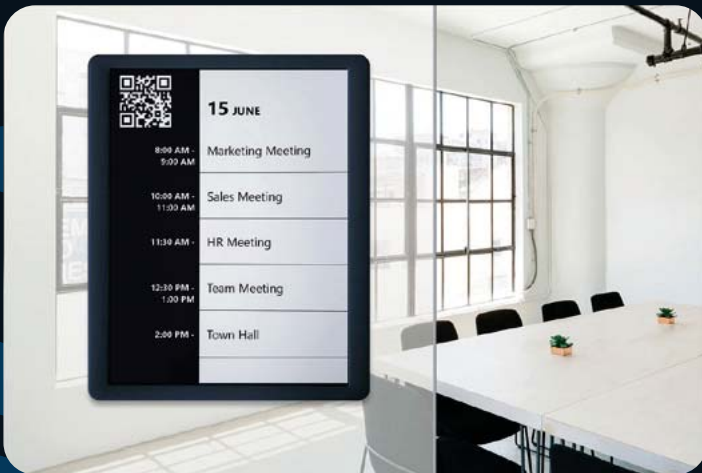 15 JUNE
8:00 AM -
9:00 AM
Marketing Meeting
10:00 AM -
11:00 AM
Sales Meeting
11:30 AM -
HR Meeting
12:30 PM -
1:00 PM
Team Meeting
2:00 PM -
Town Hall